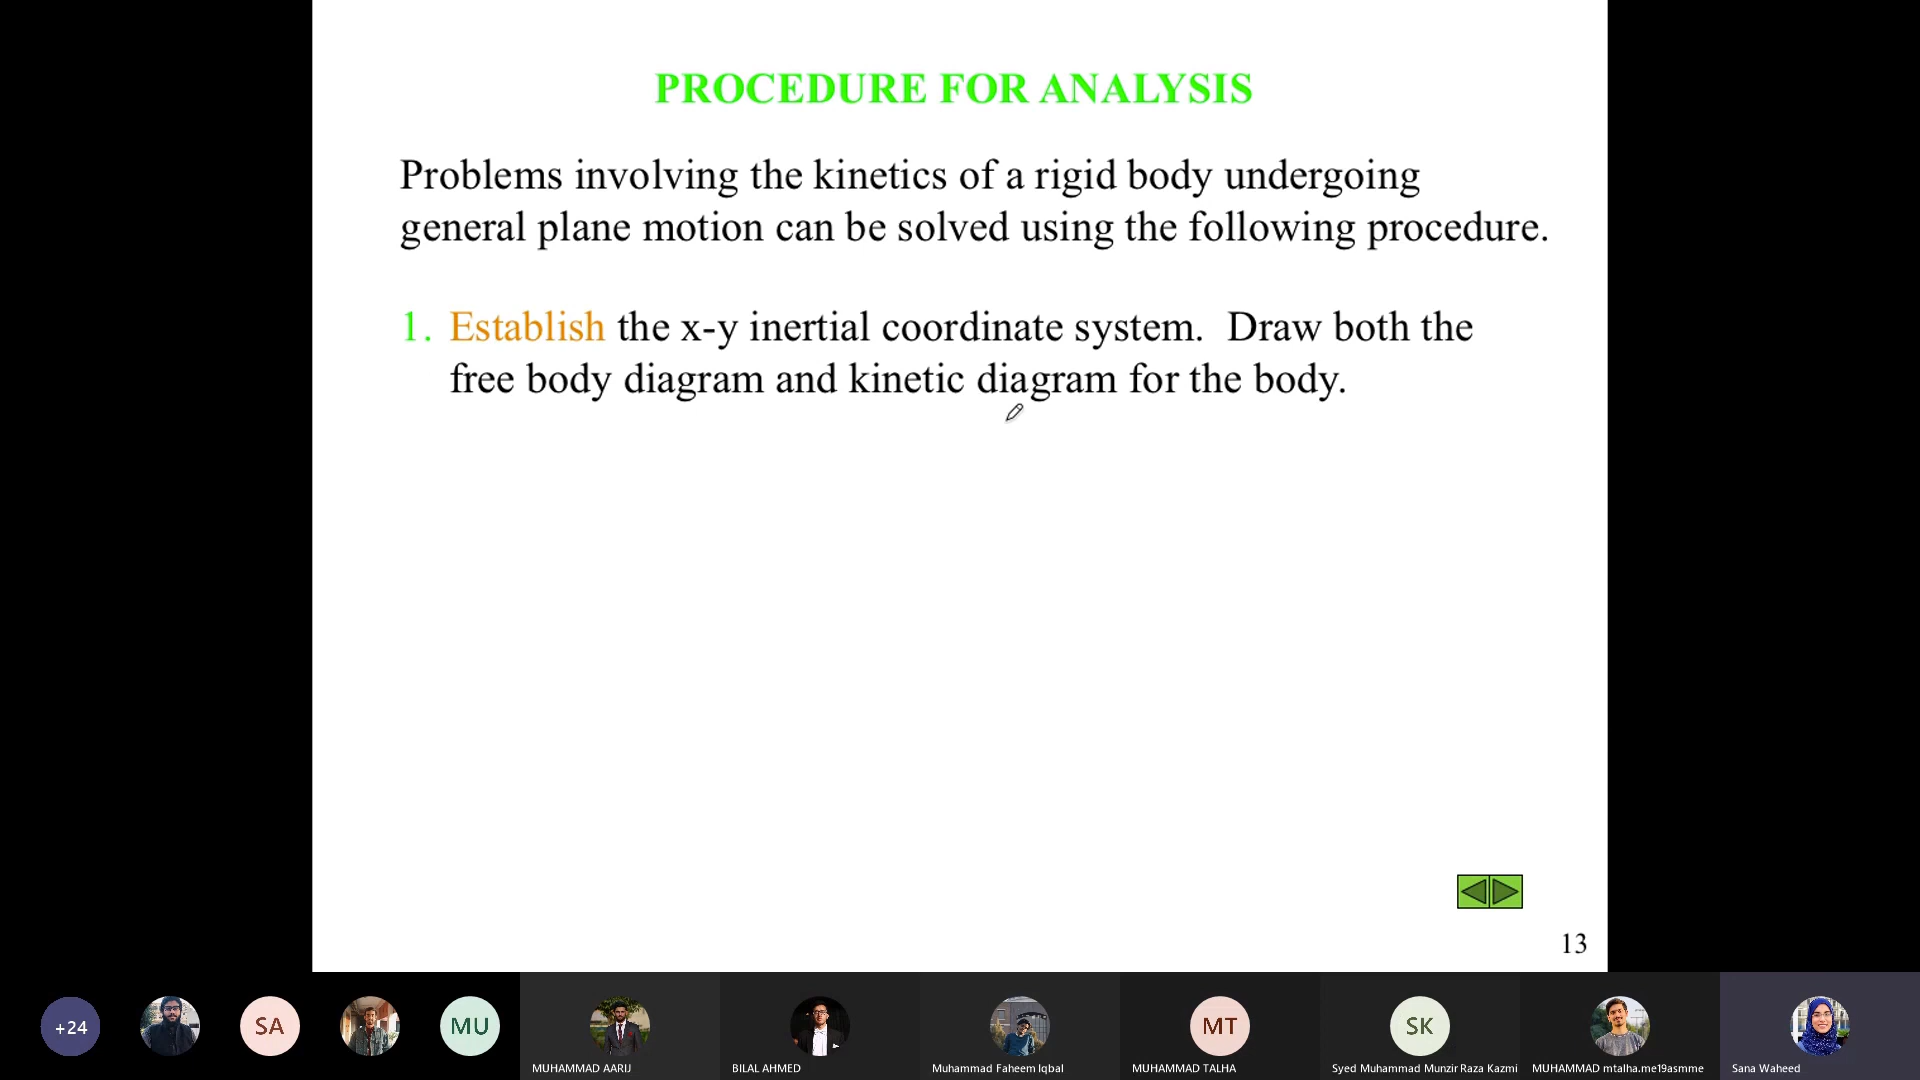 PROCEDURE FOR ANALYSIS
Problems involving the kinetics of a rigid body undergoing
general plane motion can be solved using the following procedure.
1. Establish the x-y inertial coordinate system. Draw both the
free body diagram and kinetic diagram for the body.
13
+24
SA
MU
MT
SK
MUHAMMAD AARIJ
BILAL AHMED
Muhammad Faheem Iqbal
MUHAMMAD TALHA
Syed Muhammad Munzir Raza Kazmi
MUHAMMAD mtalha.me19asmme
Sana Waheed